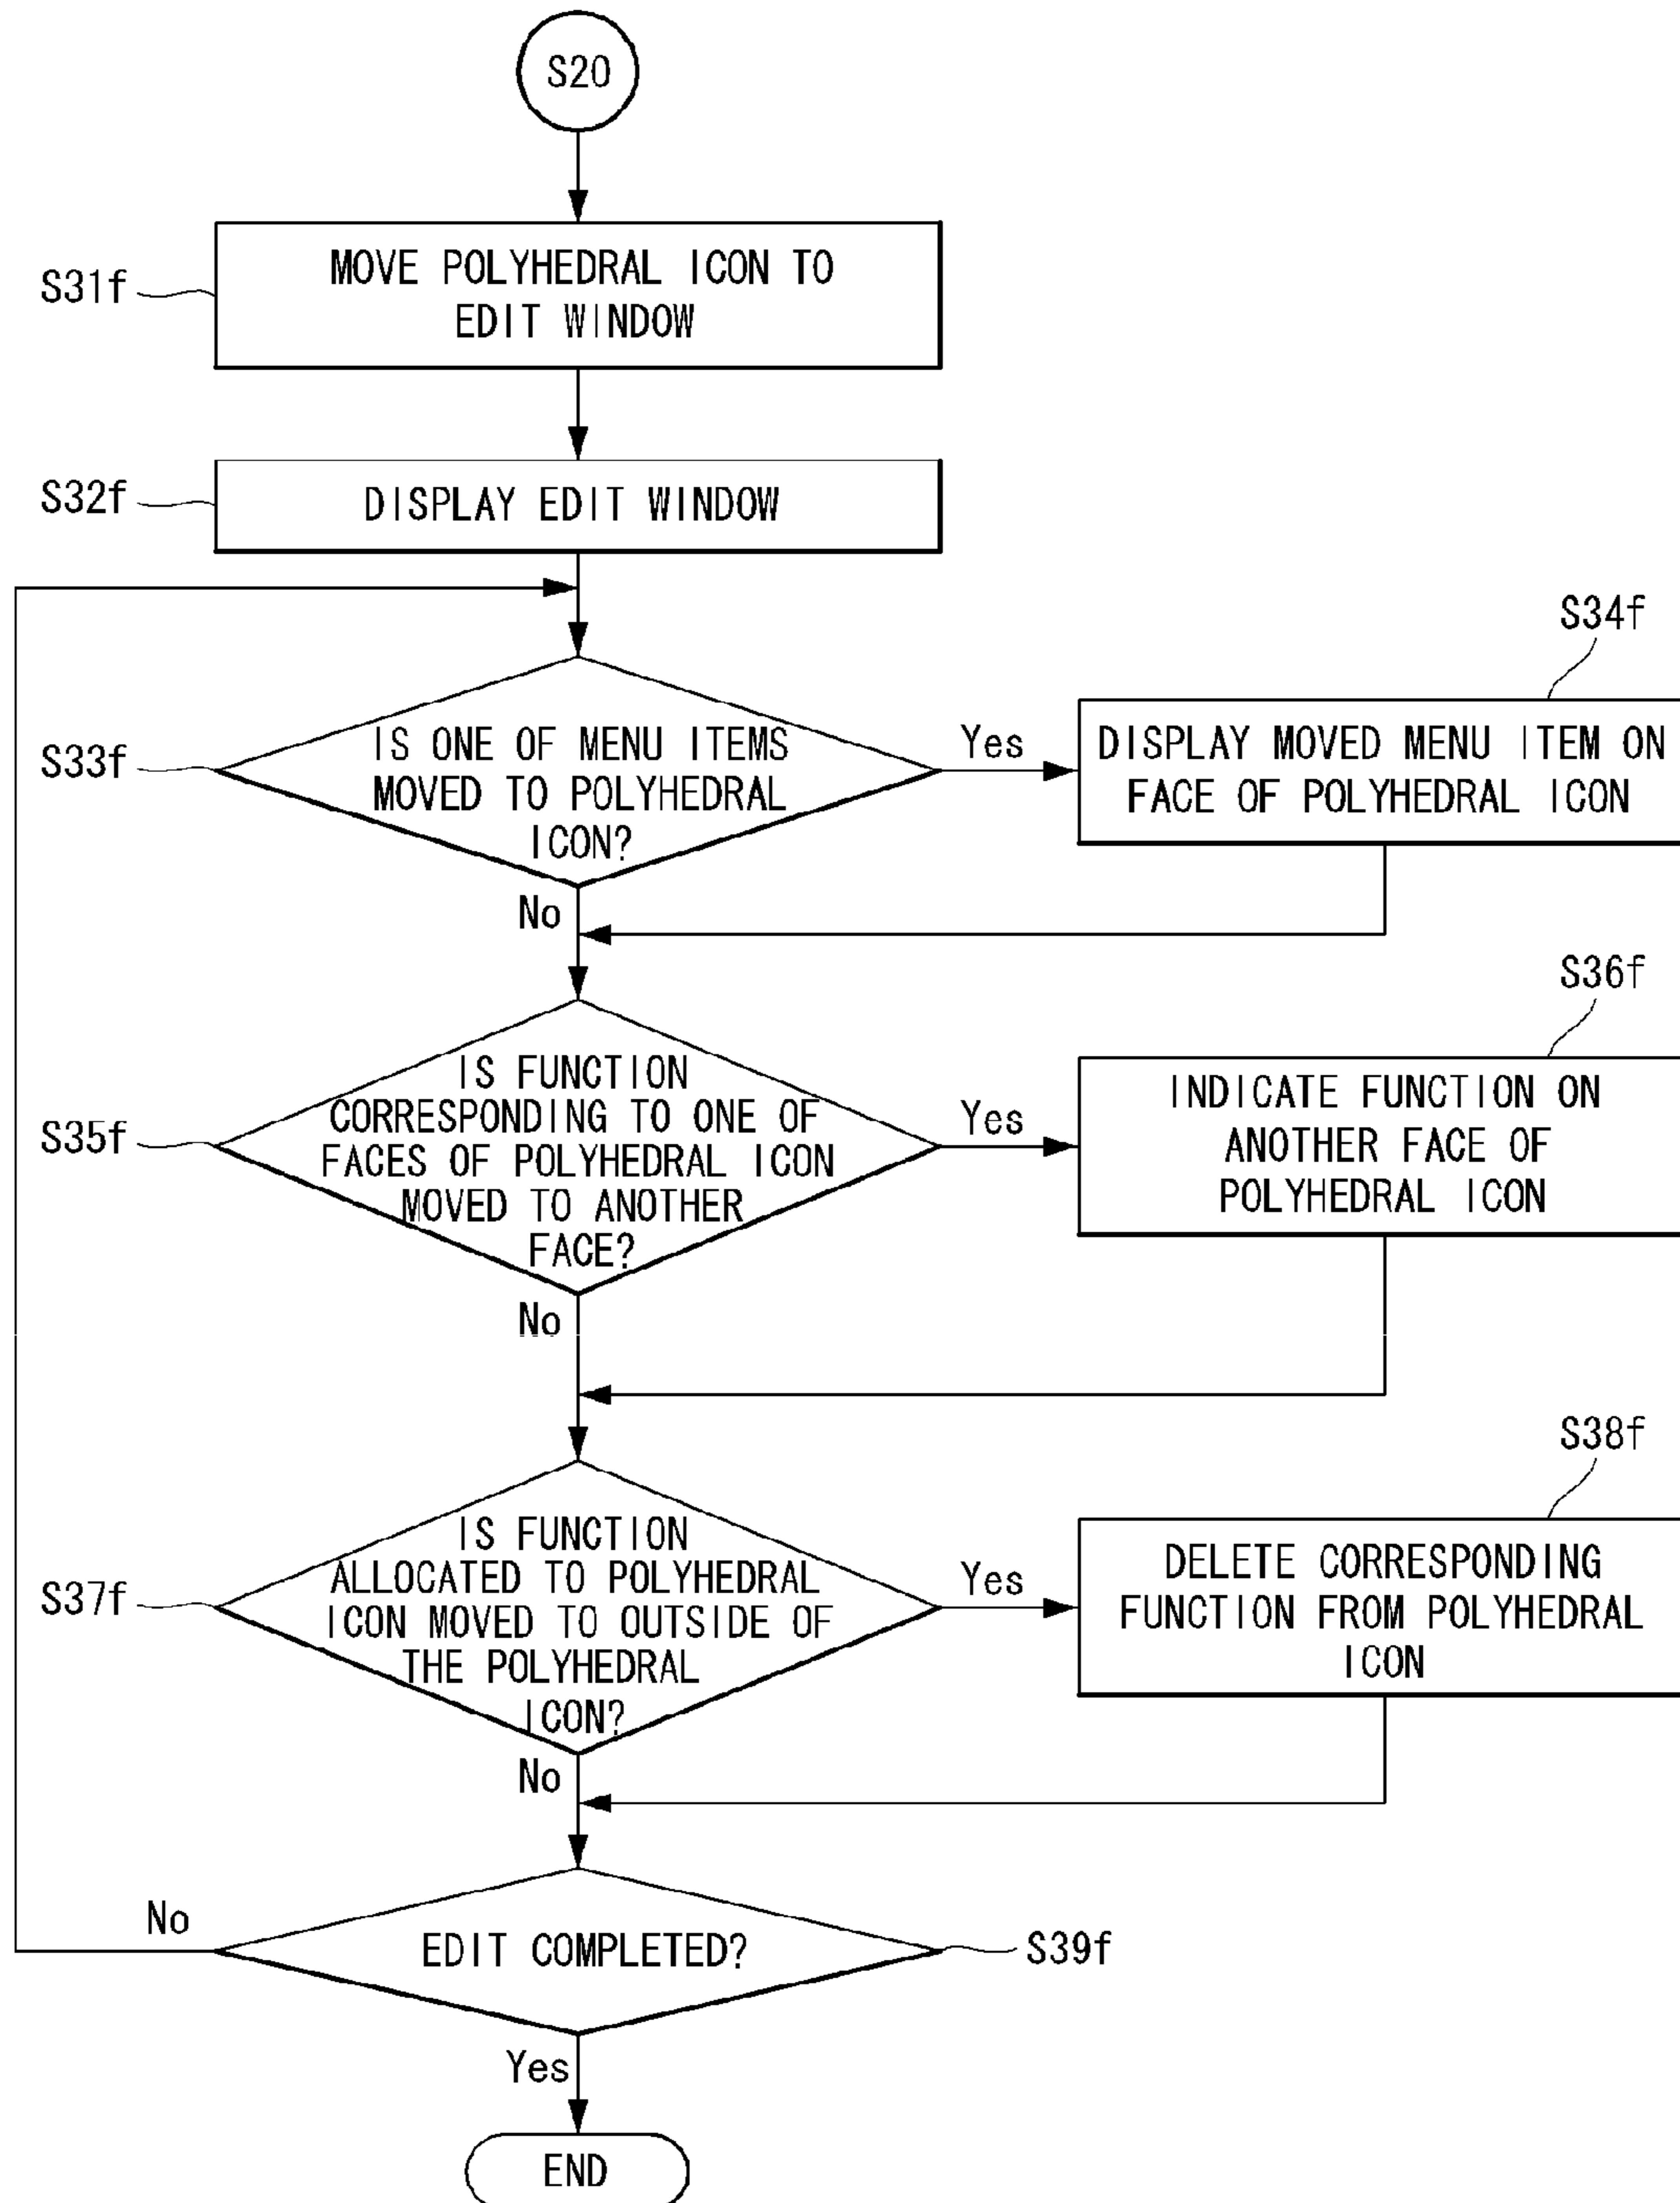 S20
S31f
MOVE POLYHEDRAL ICON TO
EDIT WINDOW
S32f
DISPLAY EDIT WINDOW
S33f
IS ONE OF MENU ITEMS
MOVED TO POLYHEDRAL
ICON?
Yes
S34f
DISPLAY MOVED MENU ITEM ON
FACE OF POLYHEDRAL ICON
No
S35f
IS FUNCTION
CORRESPONDING TO ONE OF
FACES OF POLYHEDRAL ICON
MOVED TO ANOTHER
FACE?
Yes
S36f
INDICATE FUNCTION ON
ANOTHER FACE OF
POLYHEDRAL ICON
No
S37f
IS FUNCTION
ALLOCATED TO POLYHEDRAL
ICON MOVED TO OUTSIDE OF
THE POLYHEDRAL
ICON?
Yes
S38f
DELETE CORRESPONDING
FUNCTION FROM POLYHEDRAL
ICON
No
No
EDIT COMPLETED?
S39f
Yes
END